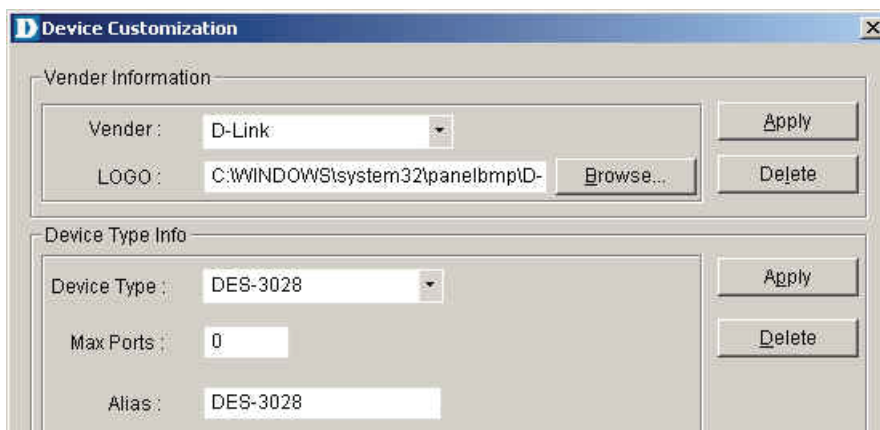 D Device Customization
Vender Information
Vender : D-Link Apply
LOGO : C:\WINDOWS\system32\panelbmp\D- Browse... Delete
Device Type Info
Device Type : DES-3028 Apply
Max Ports : 0 Delete
Alias : DES-3028